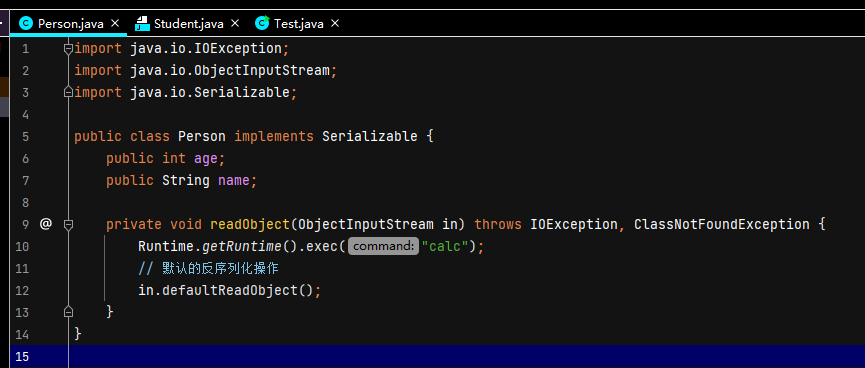 Person.java Student.java Test.java
1 import java.io.IOException;
2 import java.io.ObjectInputStream;
3 import java.io.Serializable;
4
5 public class Person implements Serializable {
6 public int age;
7 public String name;
8
9 @ private void readObject(ObjectInputStream in) throws IOException, ClassNotFoundException {
10 Runtime.getRuntime().exec( command: "calc");
11 // 默认的反序列化操作
12 in.defaultReadObject();
13 }
14 }
15